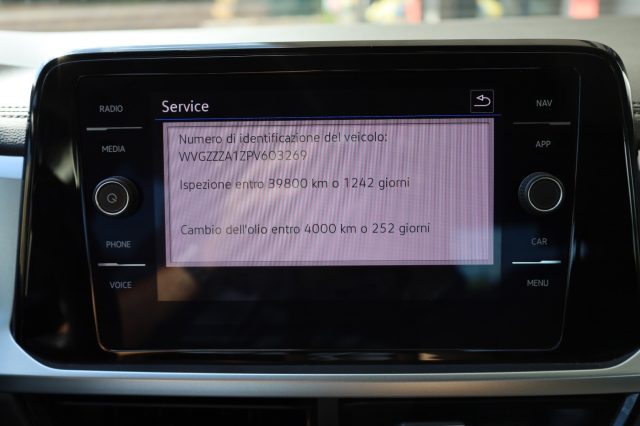 RADIO
MEDIA
PHONE
VOICE
Service
Numero di identificazione del veicolo:
WVGZZZA1ZPV603269
Ispezione entro 39800 km o 1242 giorni
Cambio dell'olio entro 4000 km o 252 giorni
NAV
APP
CAR
MENU